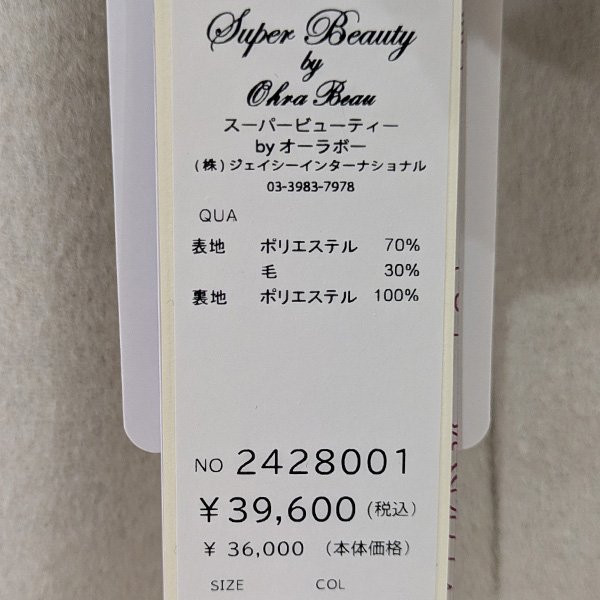 Super Beauty
by
Ohra Beau
スーパービューティー
by オーラボー
(株)ジェイシーインターナショナル
03-3983-7978
QUA
表地 ポリエステル 70%
毛 30%
裏地 ポリエステル 100%
NO 2428001
¥39,600 (税込)
¥ 36,000 (本体価格)
SIZE COL